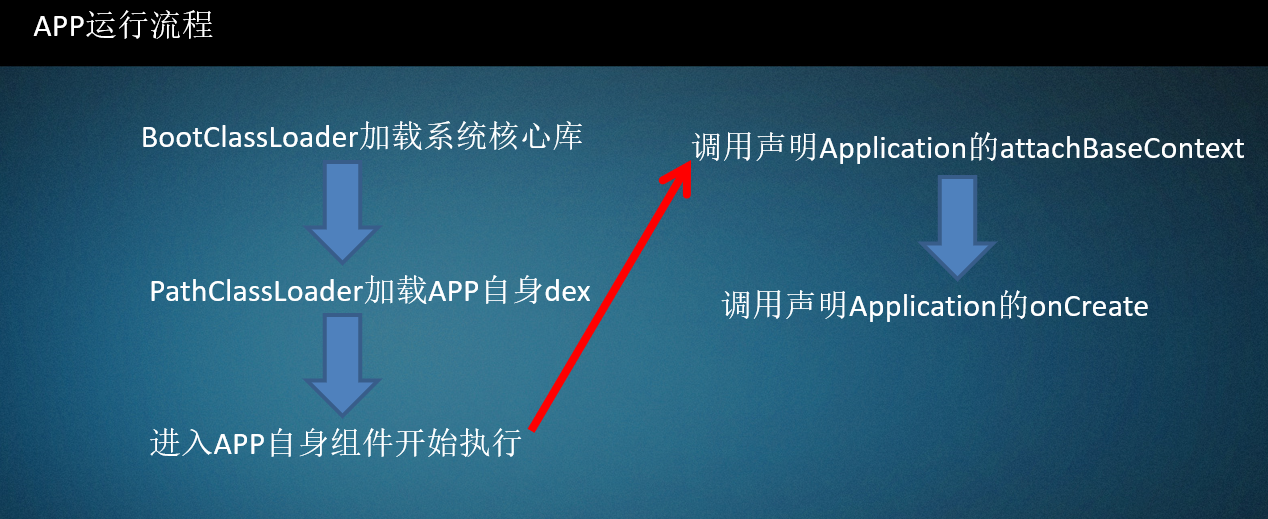 APP运行流程
BootClassLoader加载系统核心库
PathClassLoader加载APP自身dex
进入APP自身组件开始执行
调用声明Application的attachBaseContext
调用声明Application的onCreate